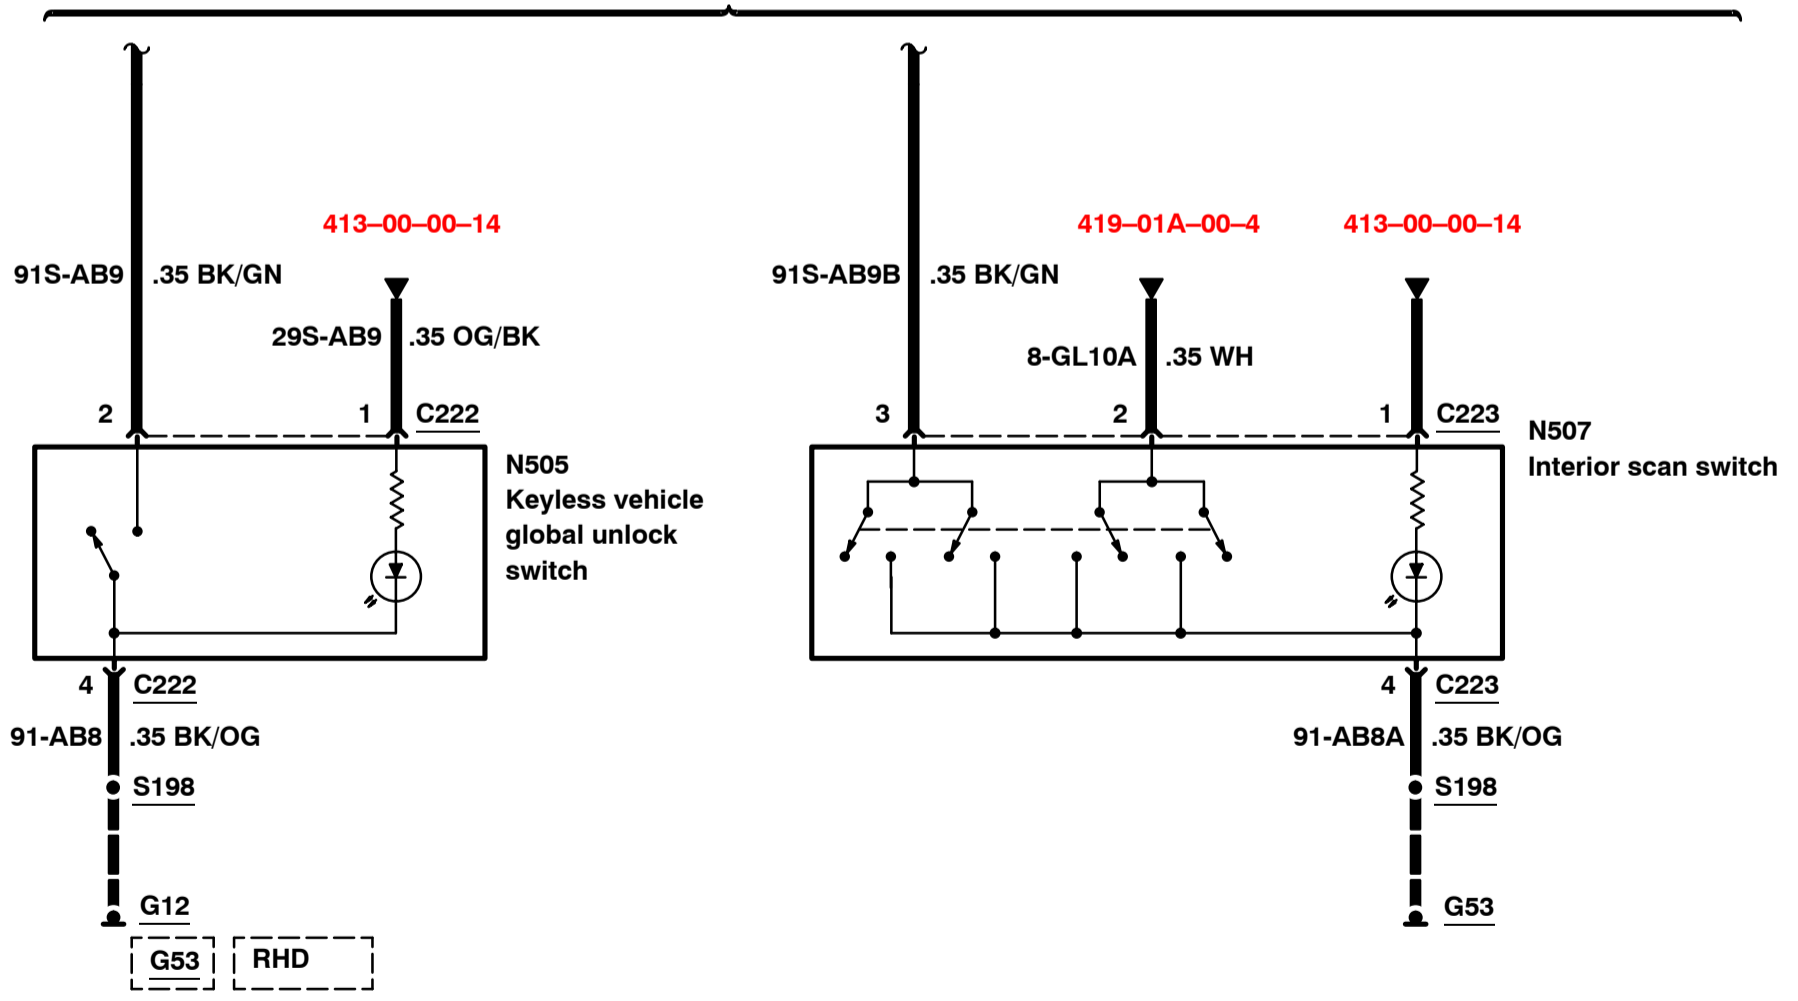 413–00–00–14
419–01A–00–4
413–00–00–14
91S-AB9 .35 BK/GN
91S-AB9B .35 BK/GN
29S-AB9 .35 OG/BK
8-GL10A .35 WH
2
1 C222
3
2
1 C223
N505
Keyless vehicle
global unlock
switch
N507
Interior scan switch
4 C222
4 C223
91-AB8 .35 BK/OG
91-AB8A .35 BK/OG
S198
S198
G12
G53
G53
RHD